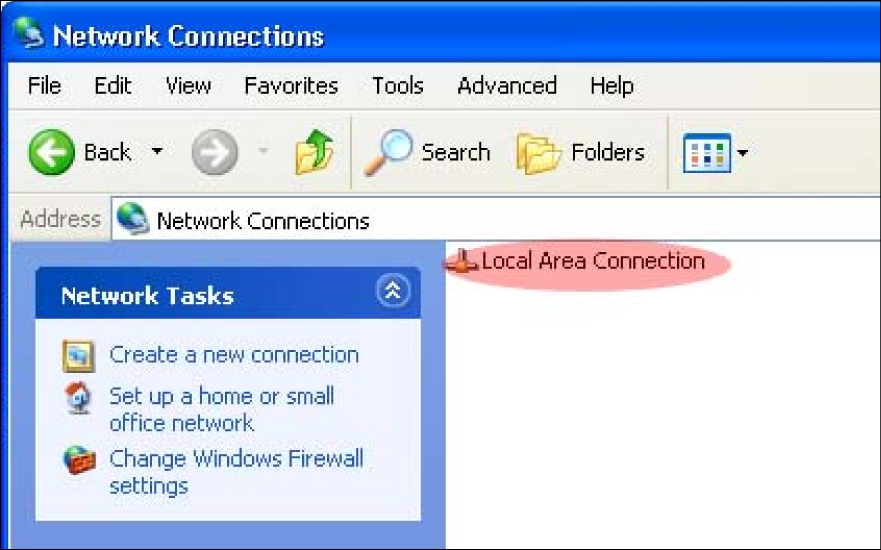 Network Connections
File Edit View Favorites Tools Advanced Help
Back Search Folders
Address Network Connections
Local Area Connection
Network Tasks
Create a new connection
Set up a home or small
office network
Change Windows Firewall
settings